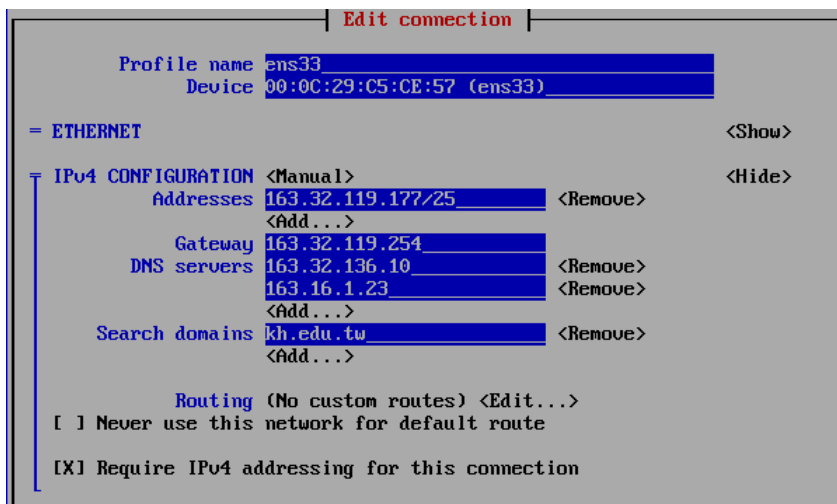 Edit connection
Profile name ens33
Device 00:0C:29:C5:CE:57 (ens33)
= ETHERNET <Show>
IPv4 CONFIGURATION <Manual> <Hide>
Addresses 163.32.119.177/25 <Remove>
<Add...>
Gateway 163.32.119.254
DNS servers 163.32.136.10 <Remove>
163.16.1.23 <Remove>
<Add...>
Search domains kh.edu.tw <Remove>
<Add...>
Routing (No custom routes) <Edit...>
[ ] Never use this network for default route
[X] Require IPv4 addressing for this connection